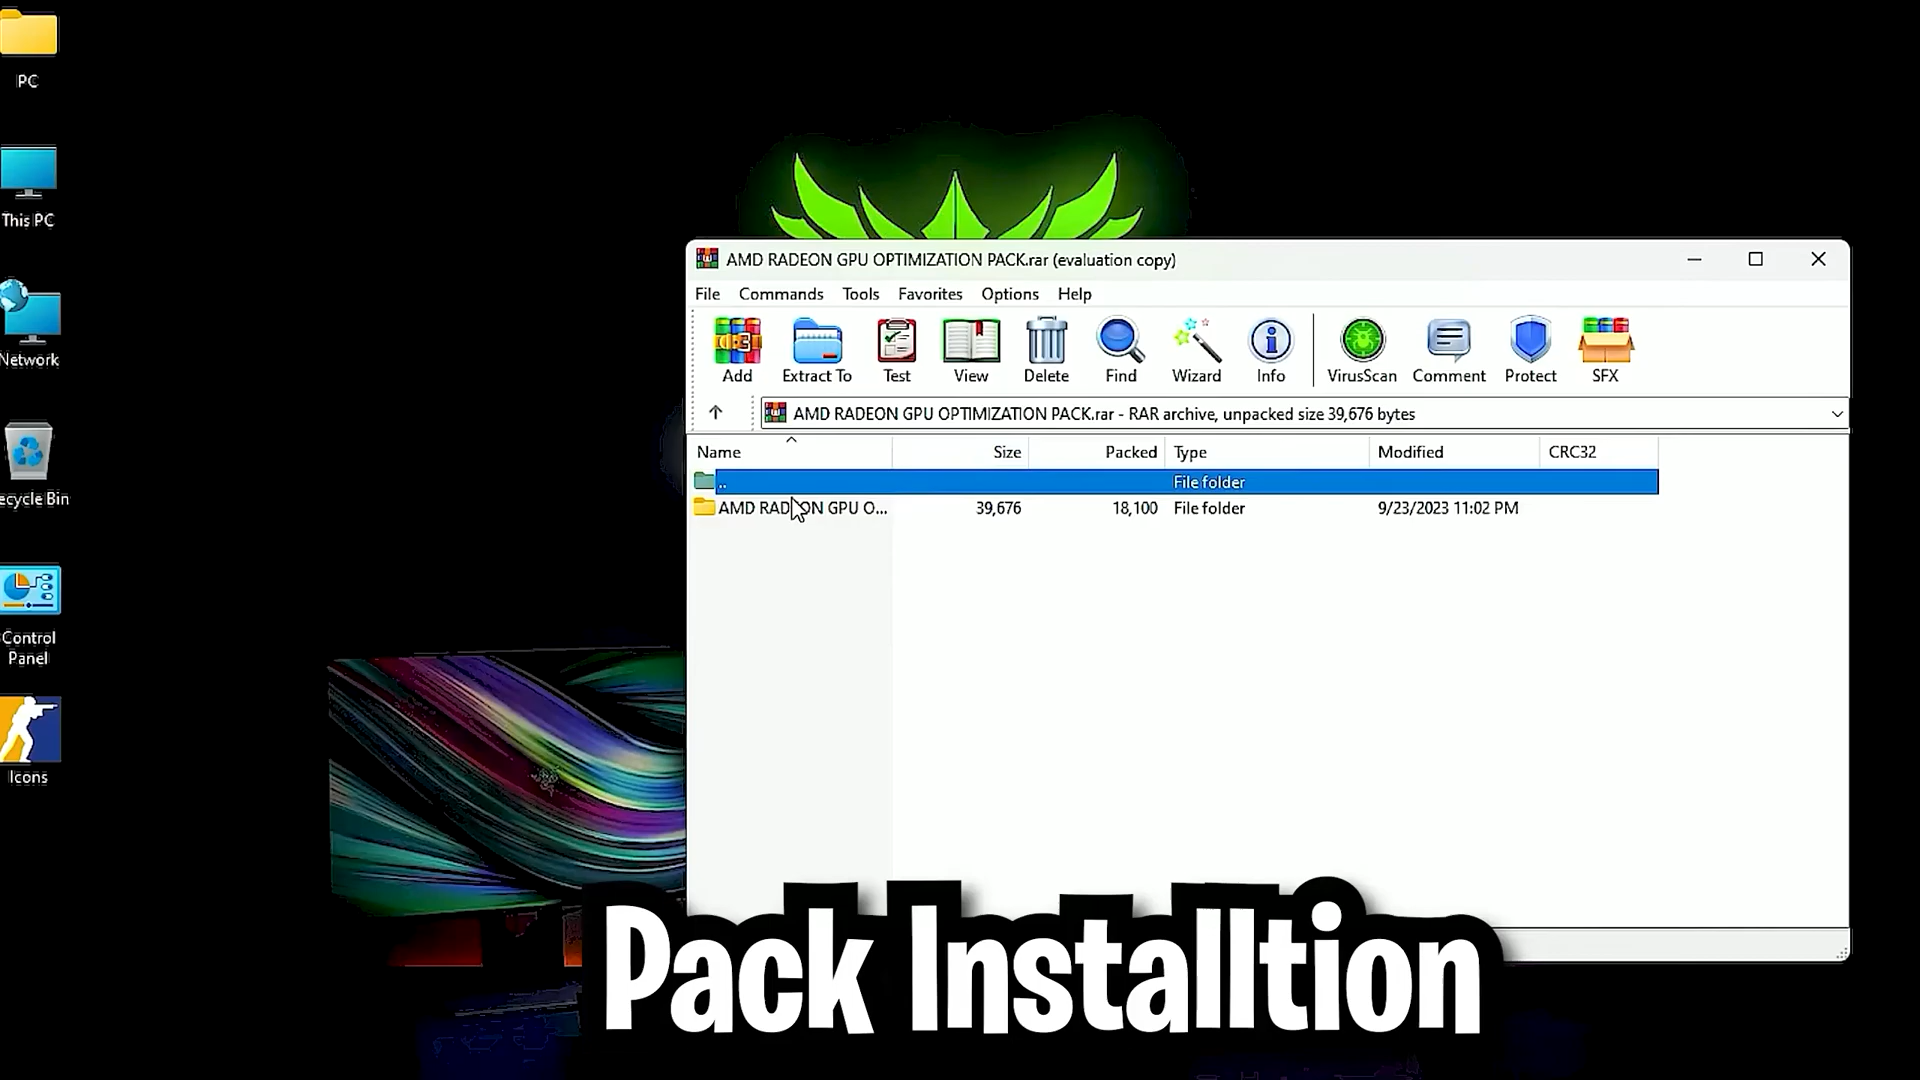 PC
This PC
Network
ecycle Bin
Control
Panel
Icons
AMD RADEON GPU OPTIMIZATION PACK.rar (evaluation copy)
File Commands Tools Favorites Options Help
Add Extract To Test View Delete Find Wizard Info VirusScan Comment Protect SFX
AMD RADEON GPU OPTIMIZATION PACK.rar - RAR archive, unpacked size 39,676 bytes
Name Size Packed Type Modified CRC32
.. File folder
AMD RADEON GPU O... 39,676 18,100 File folder 9/23/2023 11:02 PM
Pack Installtion